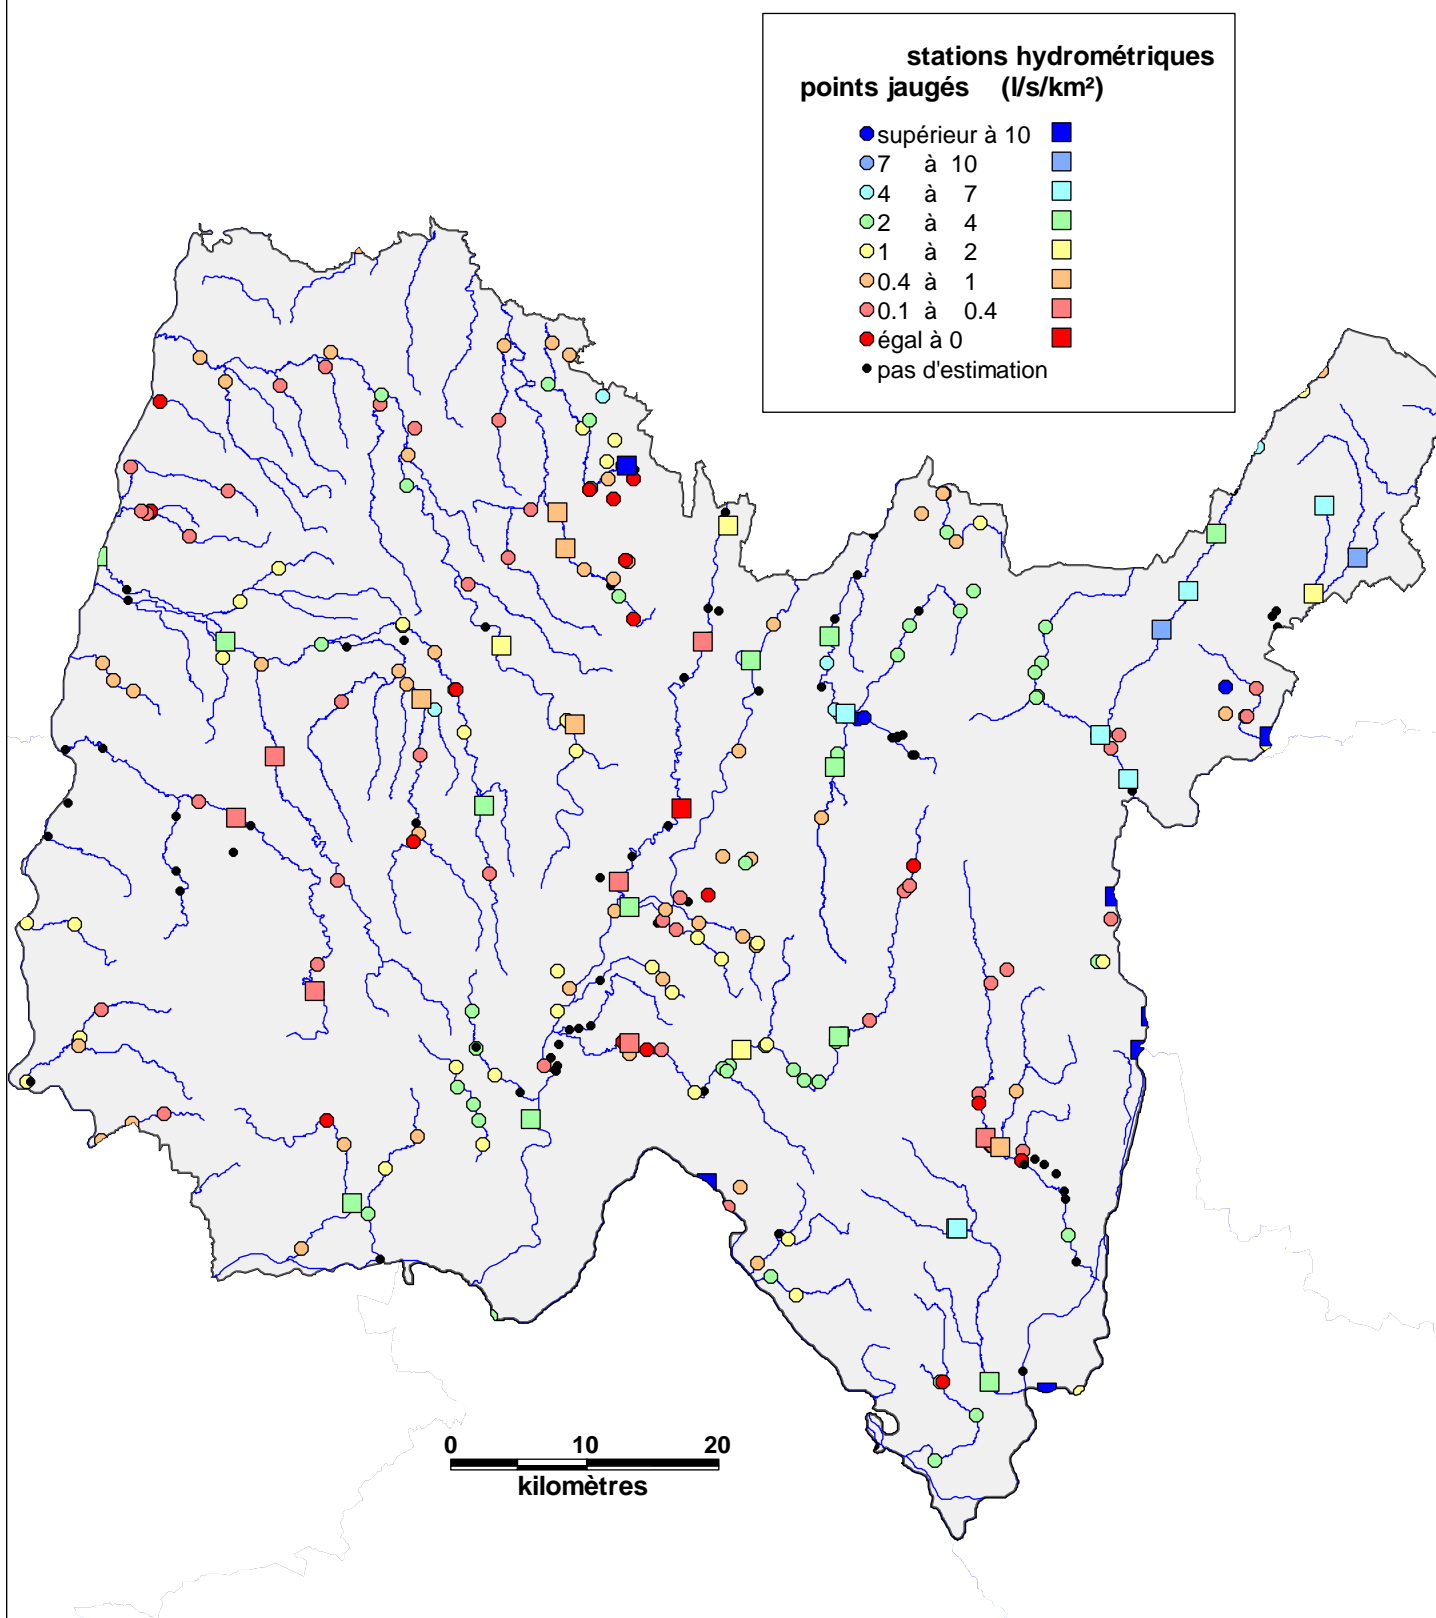 stations hydrométriques
points jaugés (l/s/km²)
supérieur à 10
7 à 10
4 à 7
2 à 4
1 à 2
0.4 à 1
0.1 à 0.4
égal à 0
pas d'estimation
0 10 20
kilomètres